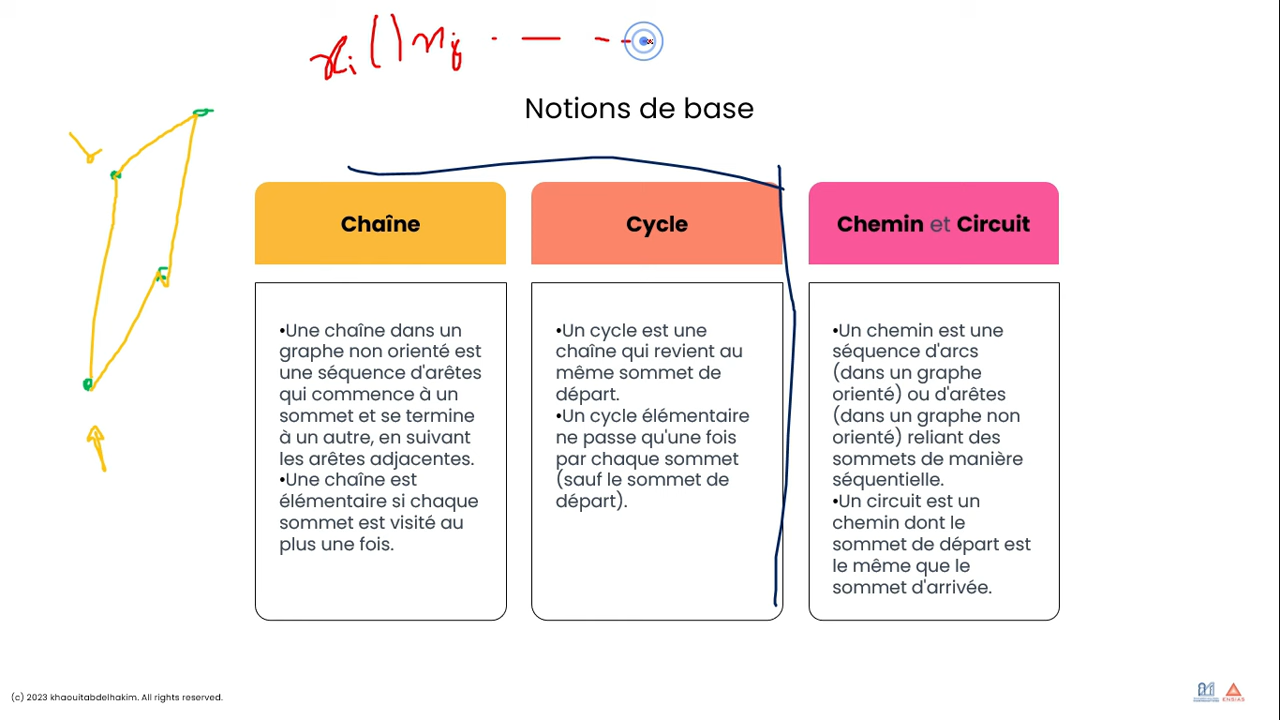 xi ( ) xj . — - -
Notions de base
Chaîne
•Une chaîne dans un
graphe non orienté est
une séquence d'arêtes
qui commence à un
sommet et se termine
à un autre, en suivant
les arêtes adjacentes.
•Une chaîne est
élémentaire si chaque
sommet est visité au
plus une fois.
Cycle
•Un cycle est une
chaîne qui revient au
même sommet de
départ.
•Un cycle élémentaire
ne passe qu'une fois
par chaque sommet
(sauf le sommet de
départ).
Chemin et Circuit
•Un chemin est une
séquence d'arcs
(dans un graphe
orienté) ou d'arêtes
(dans un graphe non
orienté) reliant des
sommets de manière
séquentielle.
•Un circuit est un
chemin dont le
sommet de départ est
le même que le
sommet d'arrivée.
(c) 2023 khaouitabdelhakim. All rights reserved.
ENSIAS